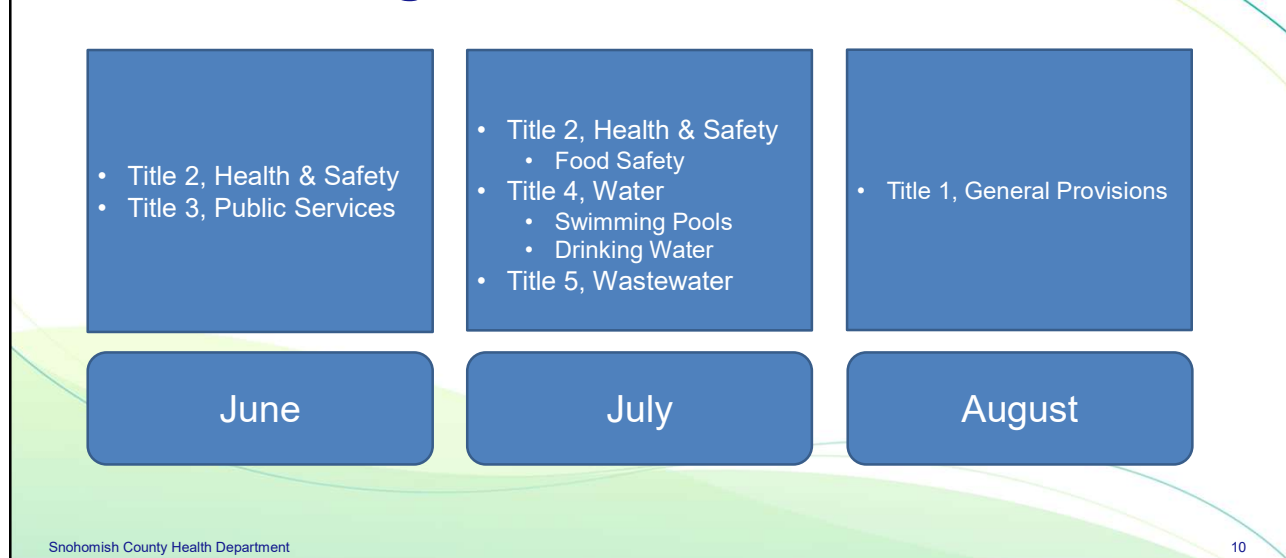 • Title 2, Health & Safety
• Title 3, Public Services
June
• Title 2, Health & Safety
• Food Safety
• Title 4, Water
• Swimming Pools
• Drinking Water
• Title 5, Wastewater
July
• Title 1, General Provisions
August
Snohomish County Health Department
10